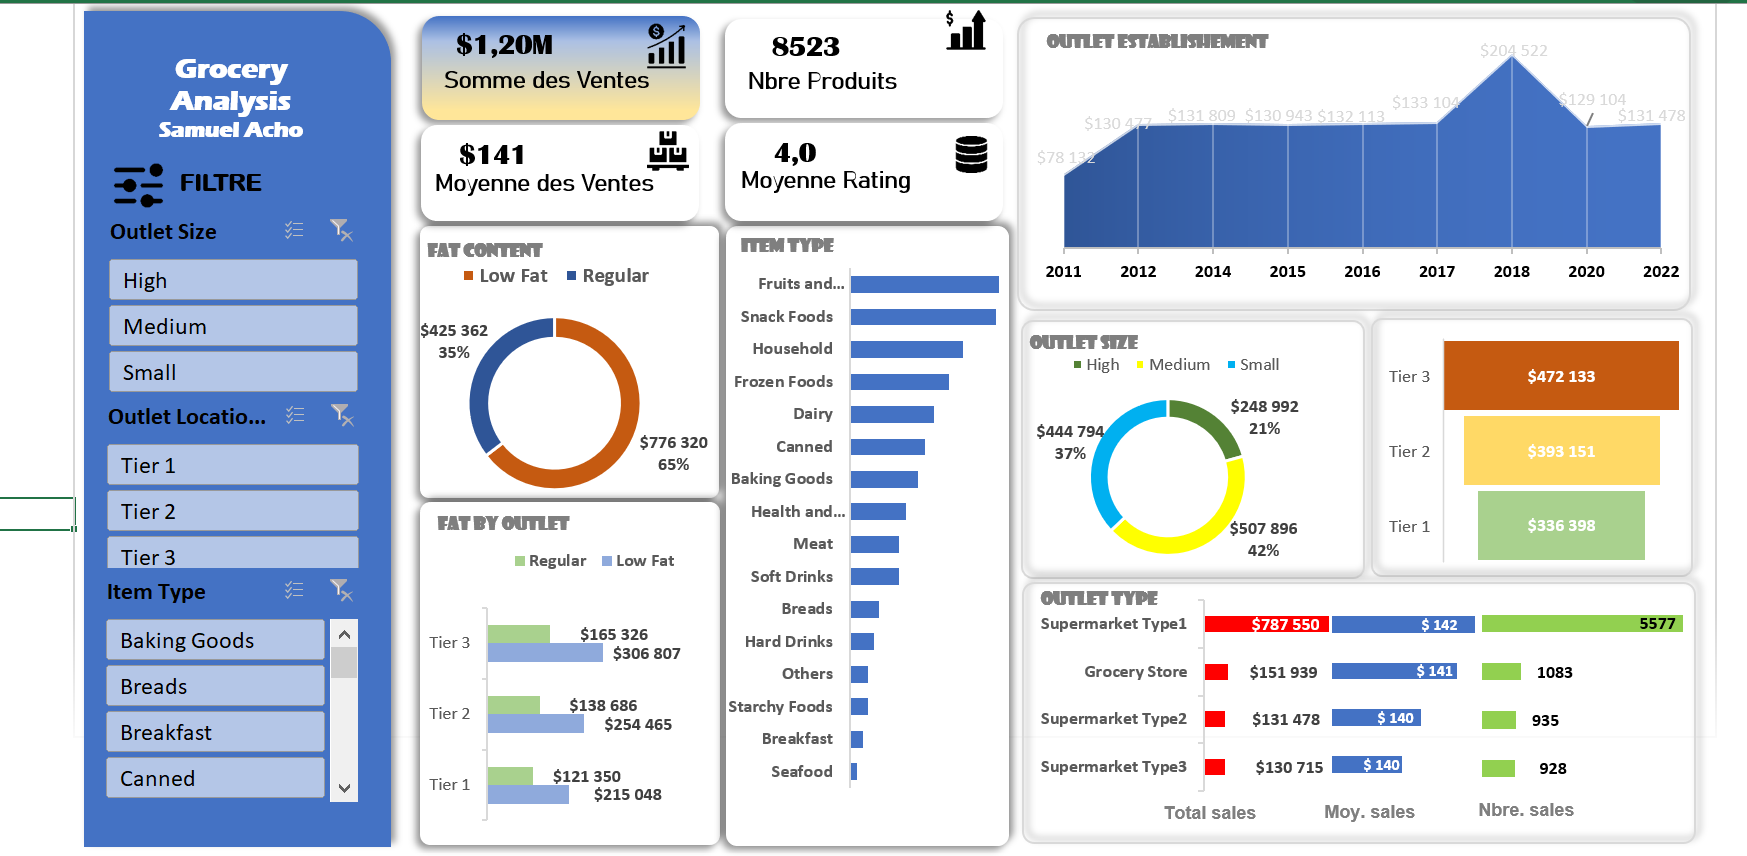 Grocery
Analysis
Samuel Acho
FILTRE
Outlet Size
High
Medium
Small
Outlet Locatio...
Tier 1
Tier 2
Tier 3
Item Type
Baking Goods
Breads
Breakfast
Canned
$1,20M
Somme des Ventes
8523
Nbre Produits
$141
Moyenne des Ventes
4,0
Moyenne Rating
FAT CONTENT
Low Fat Regular
$425 362
35%
$776 320
65%
FAT BY OUTLET
Regular Low Fat
Tier 3 $165 326
$306 807
Tier 2 $138 686
$254 465
Tier 1 $121 350
$215 048
ITEM TYPE
Fruits and...
Snack Foods
Household
Frozen Foods
Dairy
Canned
Baking Goods
Health and...
Meat
Soft Drinks
Breads
Hard Drinks
Others
Starchy Foods
Breakfast
Seafood
OUTLET ESTABLISHEMENT
$78 132 $130 477 $131 809 $130 943 $132 113 $133 104 $204 522 $129 104 $131 478
2011 2012 2014 2015 2016 2017 2018 2020 2022
OUTLET SIZE
High Medium Small
$248 992
21%
$444 794
37%
$507 896
42%
Tier 3 $472 133
Tier 2 $393 151
Tier 1 $336 398
OUTLET TYPE
Supermarket Type1 $787 550 $ 142 5577
Grocery Store $151 939 $ 141 1083
Supermarket Type2 $131 478 $ 140 935
Supermarket Type3 $130 715 $ 140 928
Total sales Moy. sales Nbre. sales